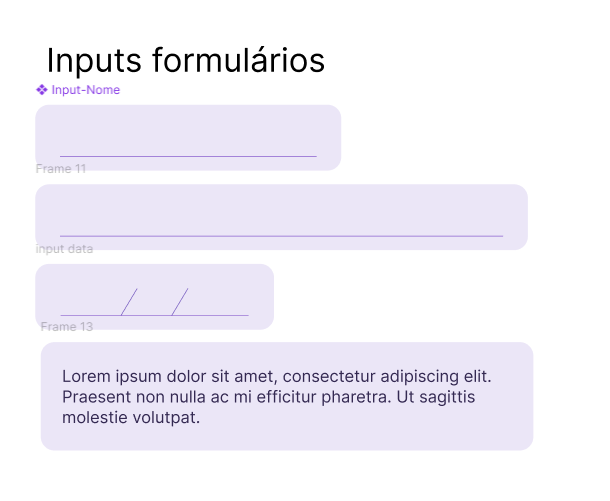 Inputs formulários
Input-Nome
Frame 11
input data
Frame 13
Lorem ipsum dolor sit amet, consectetur adipiscing elit.
Praesent non nulla ac mi efficitur pharetra. Ut sagittis
molestie volutpat.